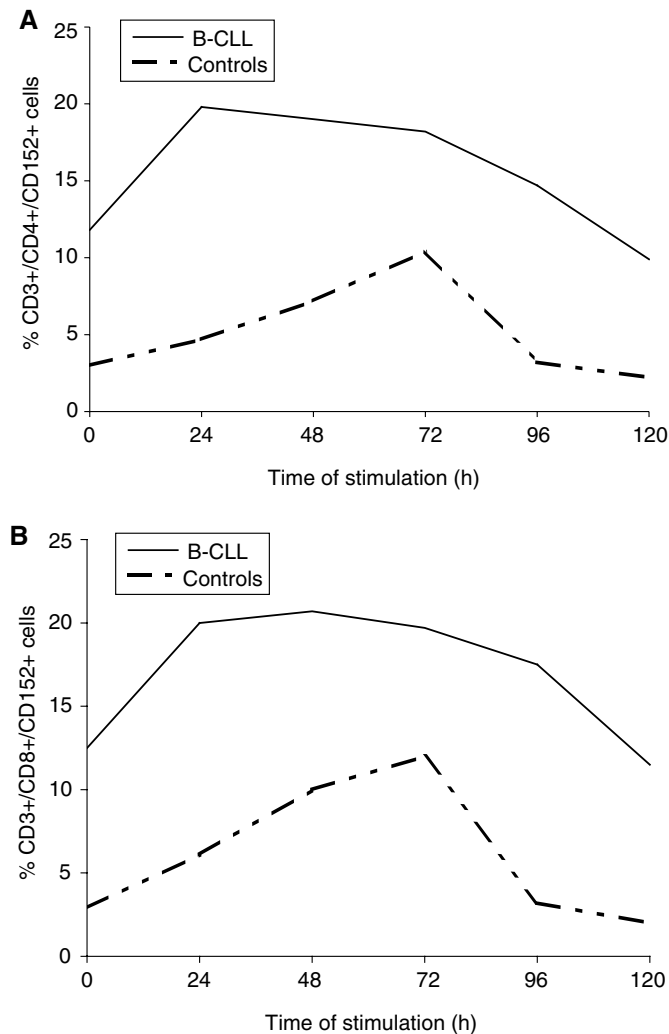 A
25
20
15
10
5
0
% CD3+/CD4+/CD152+ cells
B-CLL
Controls
0 24 48 72 96 120
Time of stimulation (h)
B
25
20
15
10
5
0
% CD3+/CD8+/CD152+ cells
B-CLL
Controls
0 24 48 72 96 120
Time of stimulation (h)